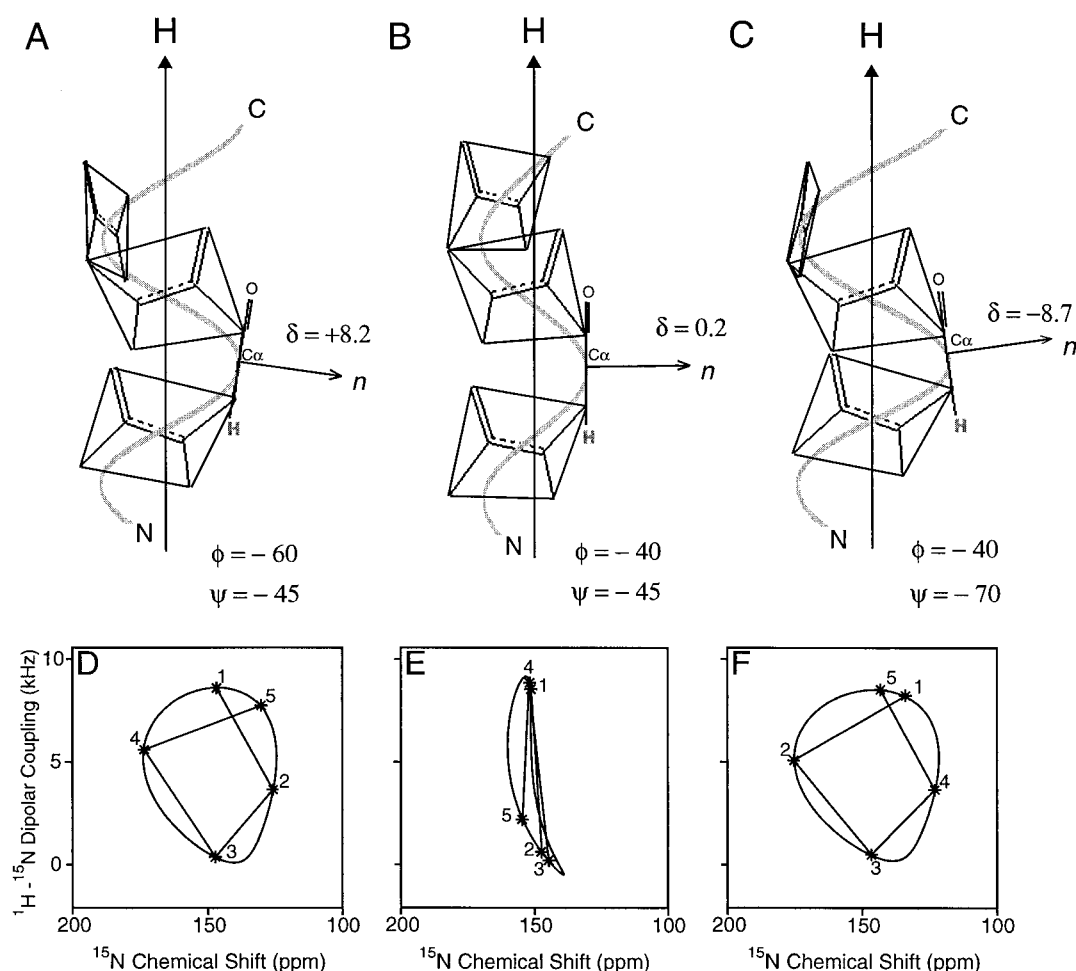 A
H
C
O
δ = +8.2
Cα
n
H
N
ϕ = − 60
ψ = − 45
B
H
C
O
δ = 0.2
Cα
n
H
N
ϕ = − 40
ψ = − 45
C
H
C
O
δ = −8.7
Cα
n
H
N
ϕ = − 40
ψ = − 70
¹H - ¹⁵N Dipolar Coupling (kHz)
10
5
0
D
1
5
4
2
3
200 150 100
¹⁵N Chemical Shift (ppm)
E
4
1
5
2
3
200 150 100
¹⁵N Chemical Shift (ppm)
F
5
1
2
4
3
200 150 100
¹⁵N Chemical Shift (ppm)